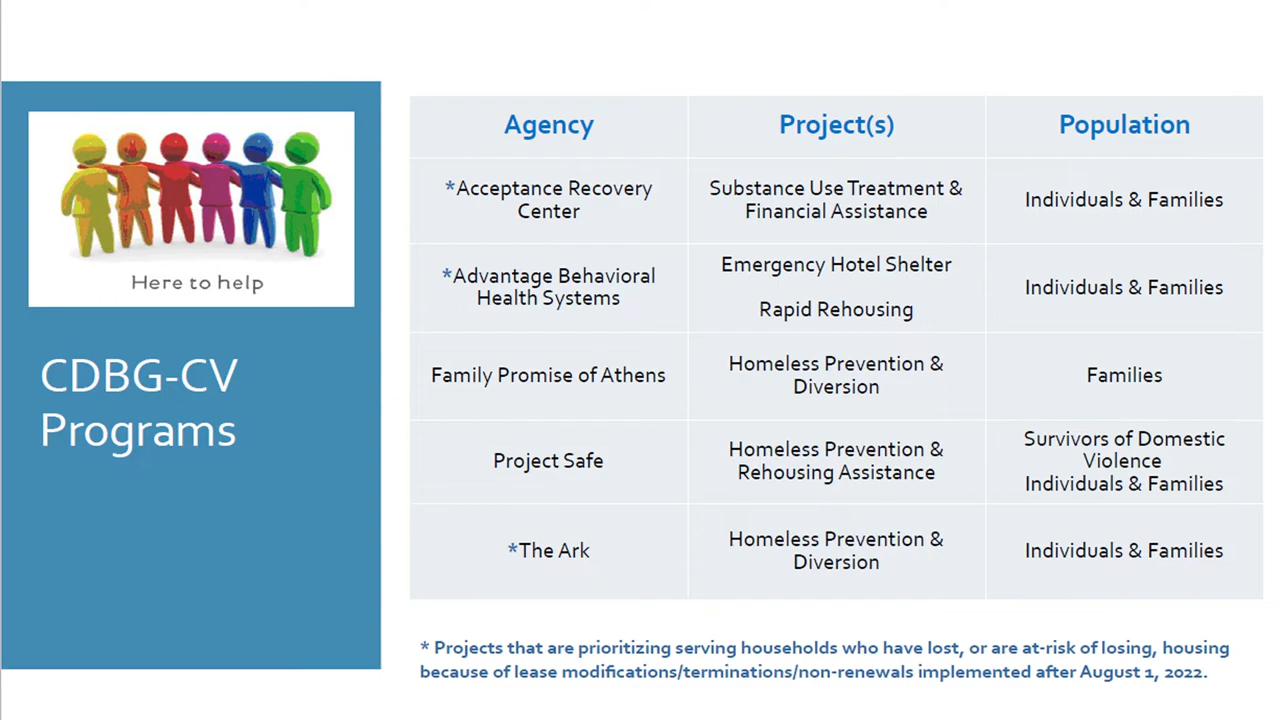 Here to help
CDBG-CV
Programs
Agency
Project(s)
Population
*Acceptance Recovery
Center
Substance Use Treatment &
Financial Assistance
Individuals & Families
*Advantage Behavioral
Health Systems
Emergency Hotel Shelter
Rapid Rehousing
Individuals & Families
Family Promise of Athens
Homeless Prevention &
Diversion
Families
Project Safe
Homeless Prevention &
Rehousing Assistance
Survivors of Domestic
Violence
Individuals & Families
*The Ark
Homeless Prevention &
Diversion
Individuals & Families
* Projects that are prioritizing serving households who have lost, or are at-risk of losing, housing
because of lease modifications/terminations/non-renewals implemented after August 1, 2022.